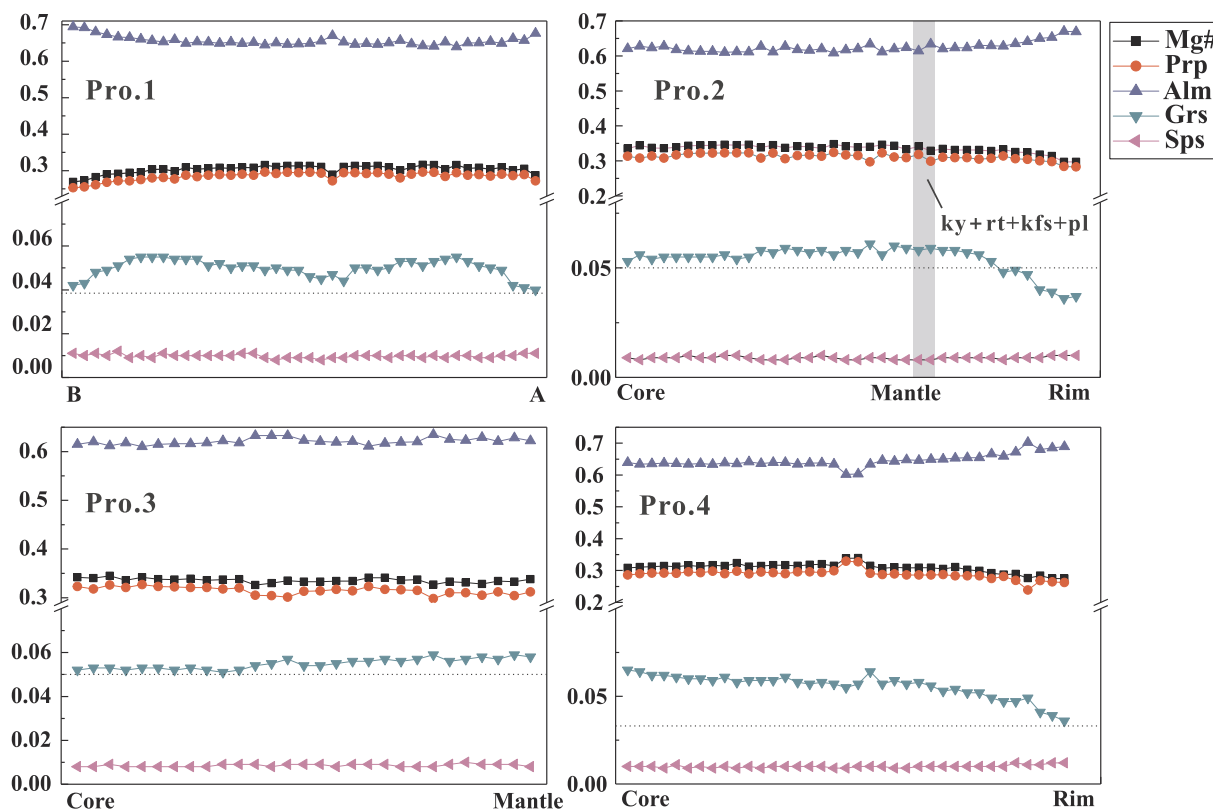 0.7
0.6
0.5
0.4
0.3
0.06
0.04
0.02
0.00
Pro.1
B
A
0.7
0.6
0.5
0.4
0.3
0.2
0.05
0.00
Pro.2
ky+rt+kfs+pl
Core
Mantle
Rim
Mg#
Prp
Alm
Grs
Sps
0.6
0.5
0.4
0.3
0.06
0.04
0.02
0.00
Pro.3
Core
Mantle
0.7
0.6
0.5
0.4
0.3
0.2
0.05
0.00
Pro.4
Core
Rim